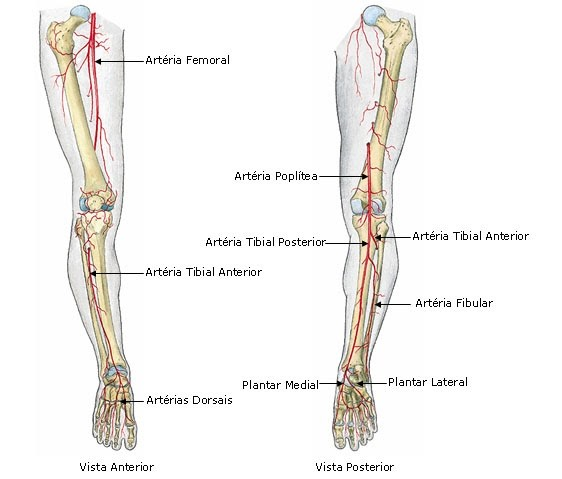 Artéria Femoral
Artéria Poplítea
Artéria Tibial Posterior
Artéria Tibial Anterior
Artéria Tibial Anterior
Artéria Fibular
Plantar Medial
Plantar Lateral
Artérias Dorsais
Vista Anterior
Vista Posterior